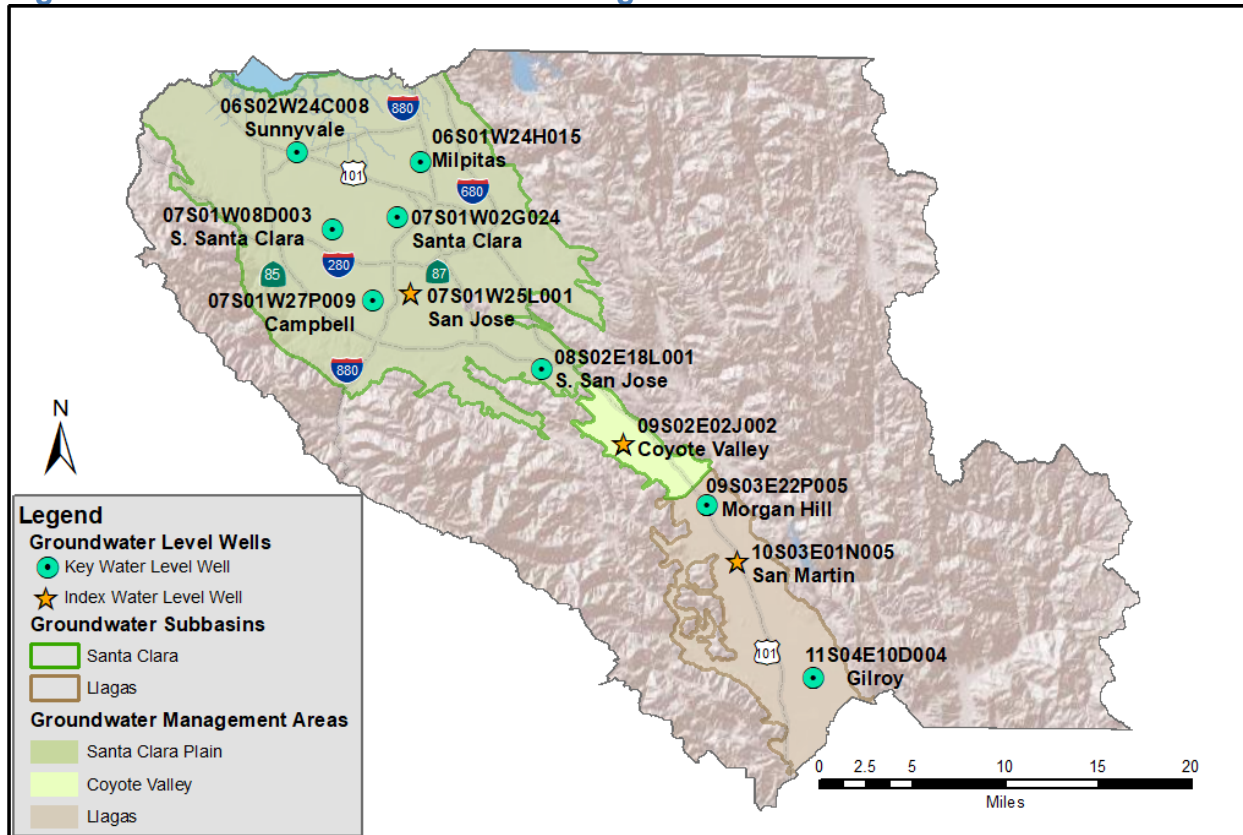 880
06S02W24C008
Sunnyvale
06S01W24H015
Milpitas
101
680
07S01W08D003
S. Santa Clara
07S01W02G024
Santa Clara
85
280
87
07S01W27P009
Campbell
07S01W25L001
San Jose
880
08S02E18L001
S. San Jose
N
09S02E02J002
Coyote Valley
09S03E22P005
Morgan Hill
10S03E01N005
San Martin
101
11S04E10D004
Gilroy
Legend
Groundwater Level Wells
Key Water Level Well
Index Water Level Well
Groundwater Subbasins
Santa Clara
Llagas
Groundwater Management Areas
Santa Clara Plain
Coyote Valley
Llagas
0 2.5 5 10 15 20
Miles